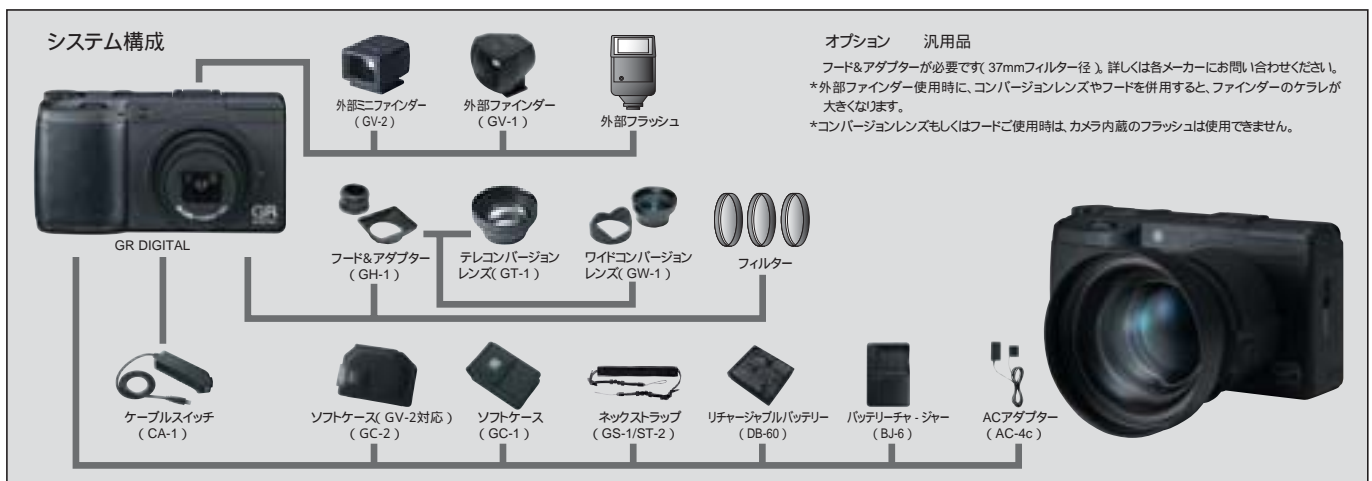 システム構成
外部ミニファインダー
( GV-2 )
外部ファインダー
( GV-1 )
外部フラッシュ
オプション 汎用品
フード&アダプターが必要です( 37mmフィルター径 )。詳しくは各メーカーにお問い合わせください。
*外部ファインダー使用時に、コンバージョンレンズやフードを併用すると、ファインダーのケラレが
大きくなります。
*コンバージョンレンズもしくはフードご使用時は、カメラ内蔵のフラッシュは使用できません。
GR
GR DIGITAL
フード&アダプター
( GH-1 )
テレコンバージョン
レンズ( GT-1 )
ワイドコンバージョン
レンズ( GW-1 )
フィルター
ケーブルスイッチ
( CA-1 )
ソフトケース( GV-2対応 )
( GC-2 )
ソフトケース
( GC-1 )
ネックストラップ
( GS-1/ST-2 )
リチャージャブルバッテリー
( DB-60 )
バッテリーチャ - ジャー
( BJ-6 )
ACアダプター
( AC-4c )